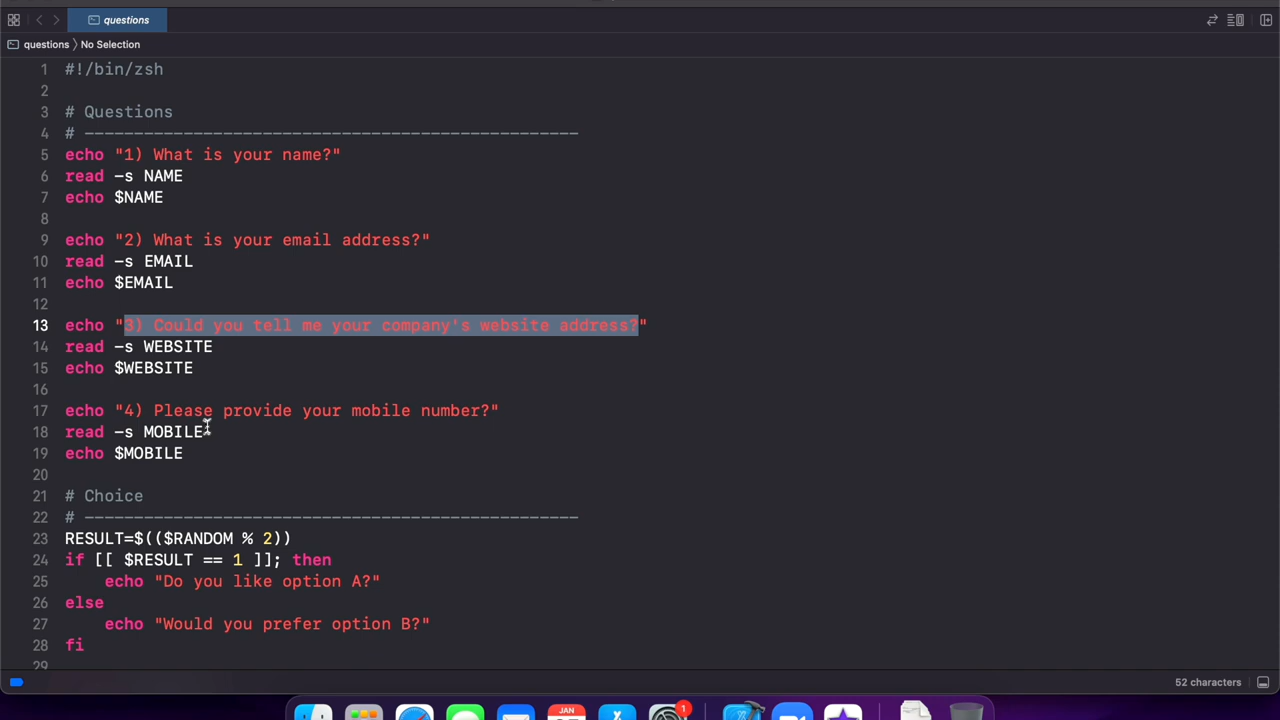 questions
questions 〉No Selection
1 #!/bin/zsh
2
3 # Questions
4 # --------------------------------------------------
5 echo "1) What is your name?"
6 read -s NAME
7 echo $NAME
8
9 echo "2) What is your email address?"
10 read -s EMAIL
11 echo $EMAIL
12
13 echo "3) Could you tell me your company's website address?"
14 read -s WEBSITE
15 echo $WEBSITE
16
17 echo "4) Please provide your mobile number?"
18 read -s MOBILE
19 echo $MOBILE
20
21 # Choice
22 # --------------------------------------------------
23 RESULT=$(($RANDOM % 2))
24 if [[ $RESULT == 1 ]]; then
25 echo "Do you like option A?"
26 else
27 echo "Would you prefer option B?"
28 fi
29
52 characters
JAN
1